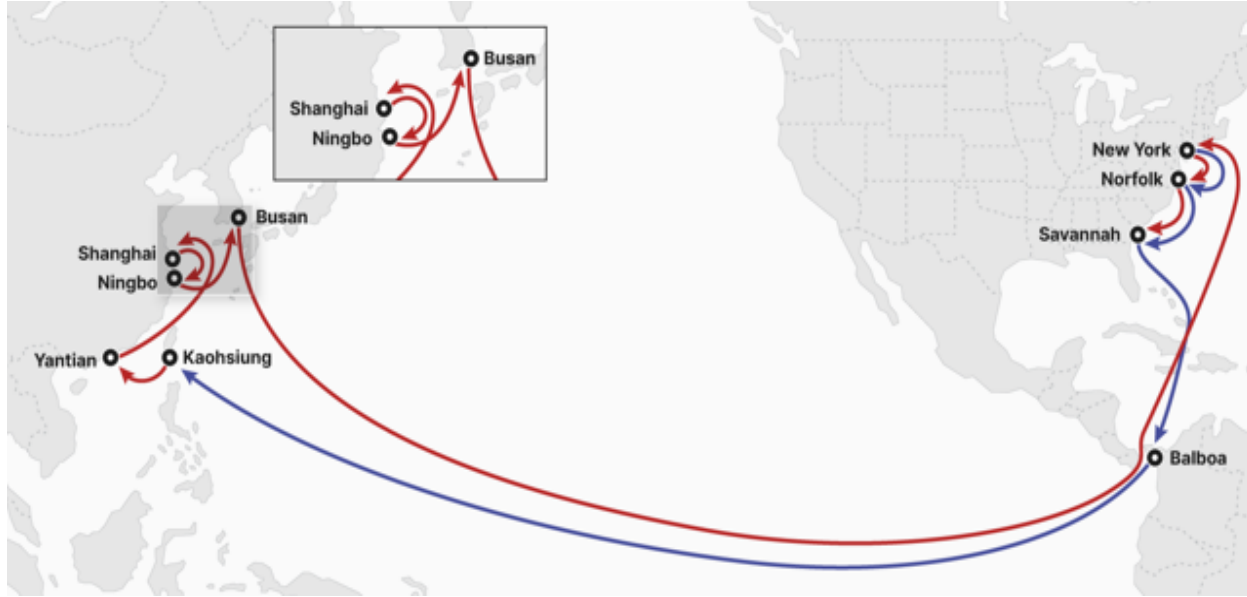 Busan
Shanghai
Ningbo
New York
Norfolk
Busan
Savannah
Shanghai
Ningbo
Yantian
Kaohsiung
Balboa